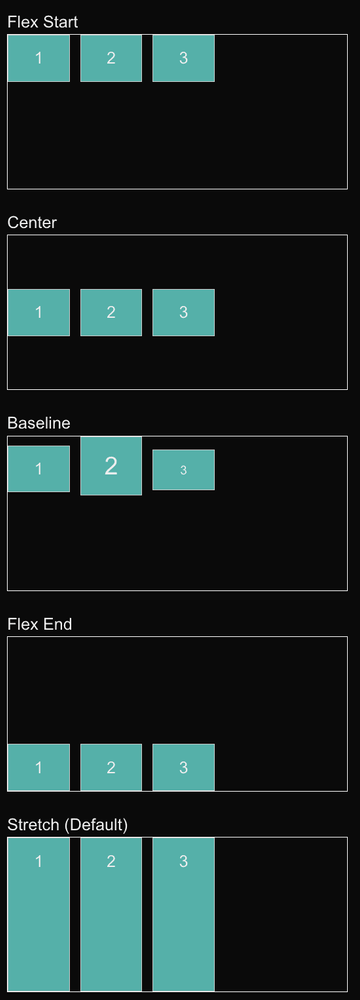 Flex Start
1 2 3
Center
1 2 3
Baseline
1 2 3
Flex End
1 2 3
Stretch (Default)
1 2 3